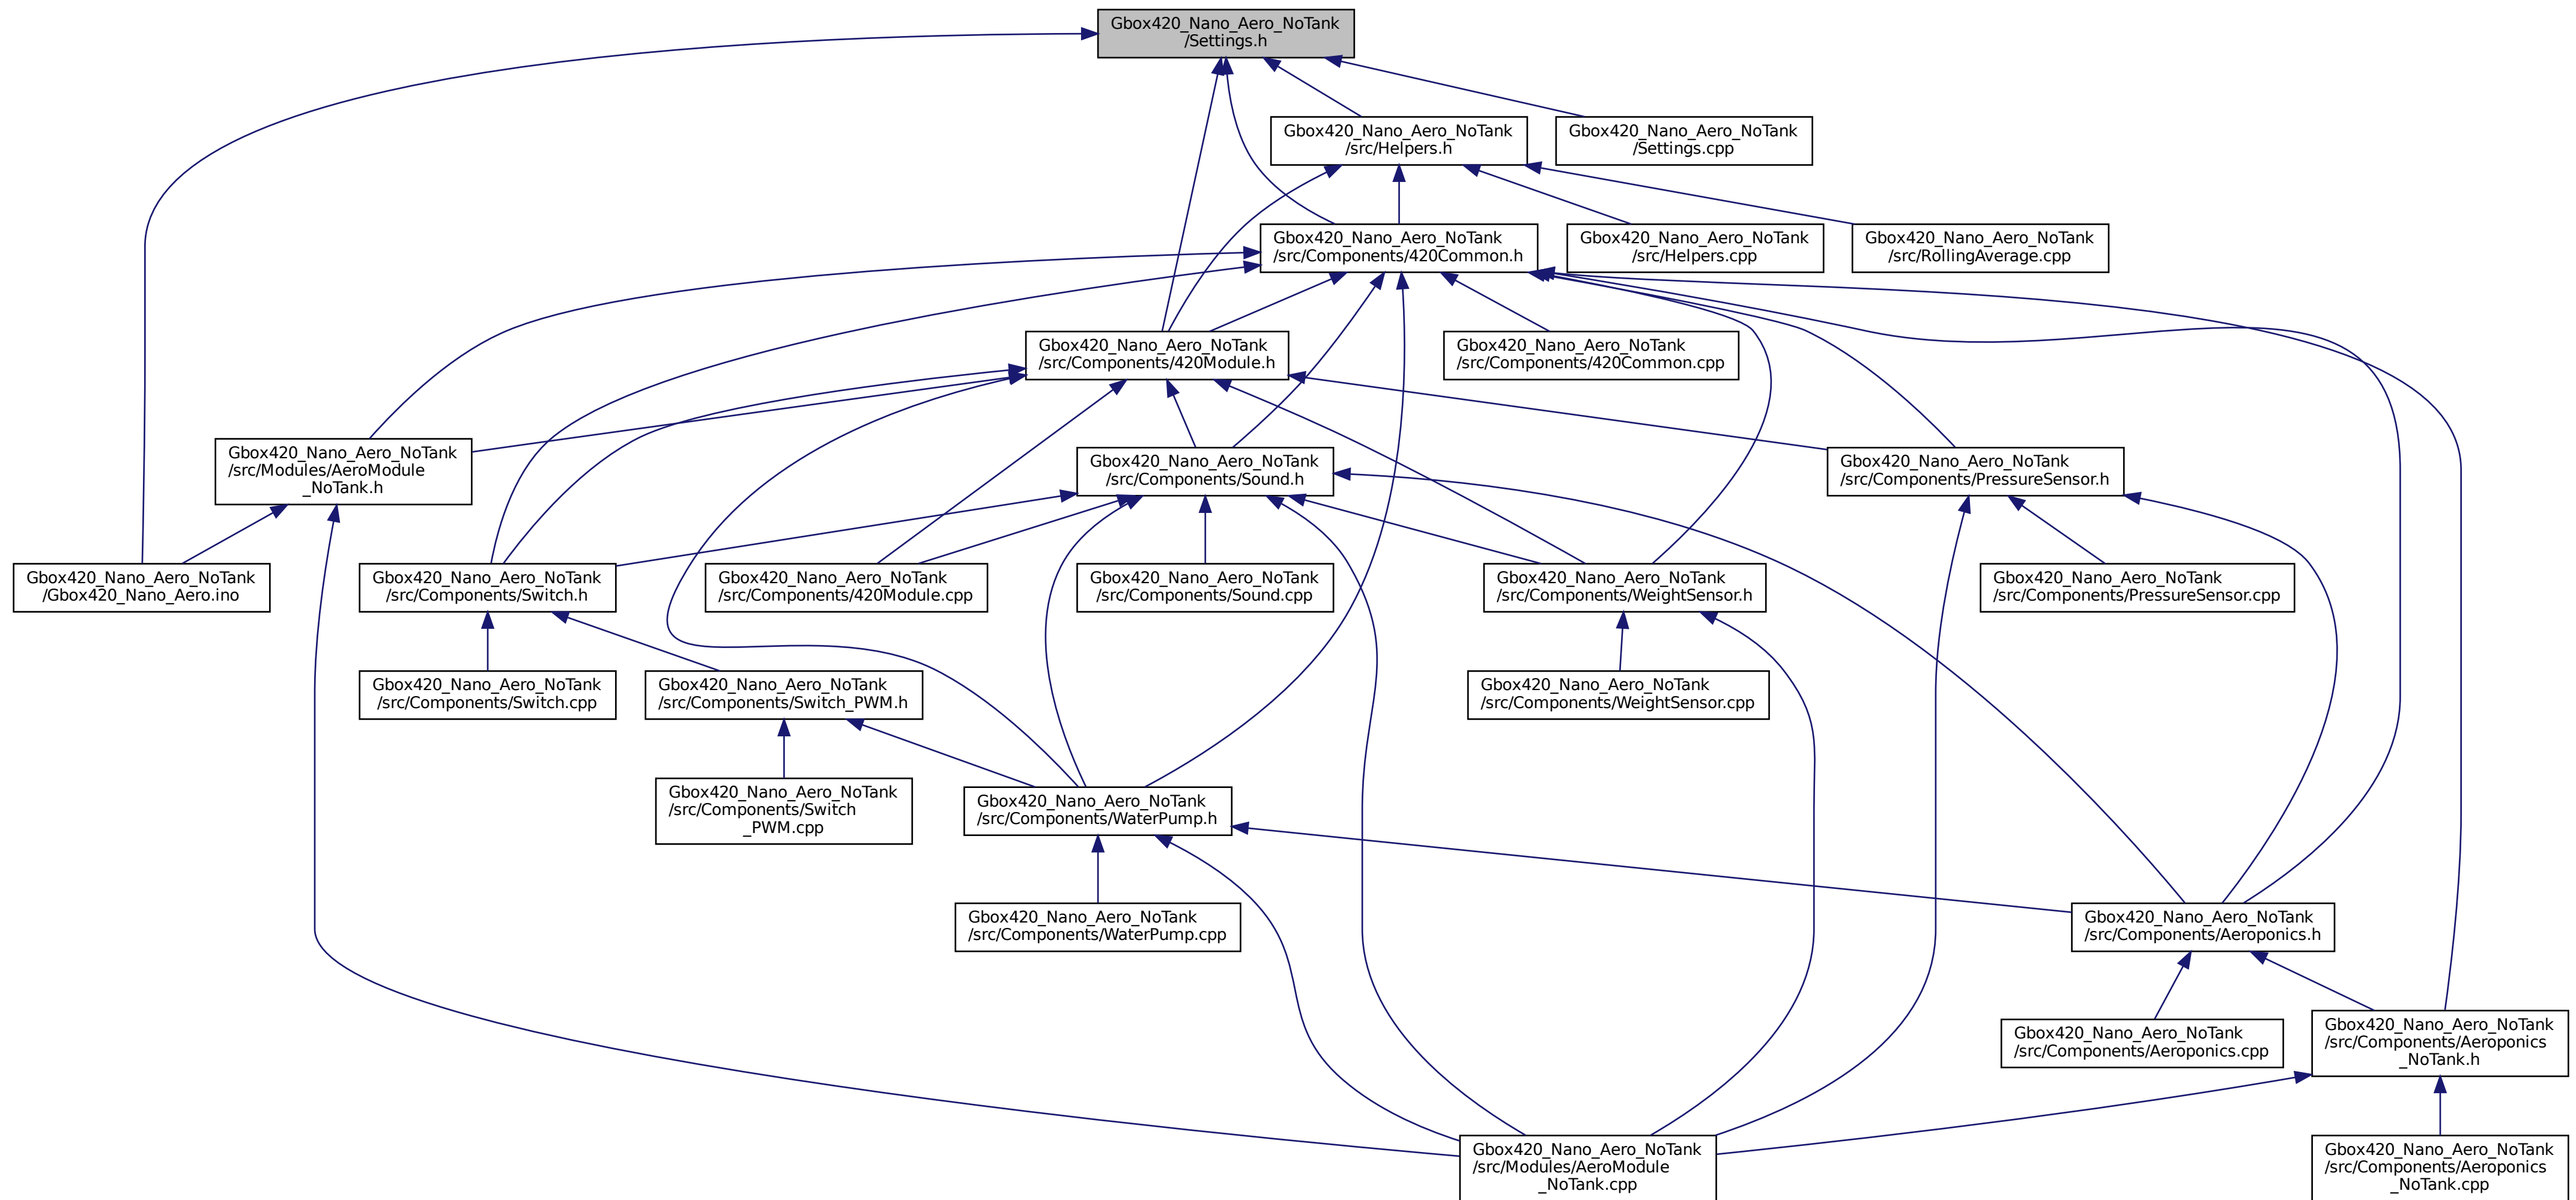 Gbox420_Nano_Aero_NoTank
/Settings.h
Gbox420_Nano_Aero_NoTank
/src/Helpers.h
Gbox420_Nano_Aero_NoTank
/Settings.cpp
Gbox420_Nano_Aero_NoTank
/src/Components/420Common.h
Gbox420_Nano_Aero_NoTank
/src/Helpers.cpp
Gbox420_Nano_Aero_NoTank
/src/RollingAverage.cpp
Gbox420_Nano_Aero_NoTank
/src/Components/420Module.h
Gbox420_Nano_Aero_NoTank
/src/Components/420Common.cpp
Gbox420_Nano_Aero_NoTank
/src/Modules/AeroModule
_NoTank.h
Gbox420_Nano_Aero_NoTank
/src/Components/Sound.h
Gbox420_Nano_Aero_NoTank
/src/Components/PressureSensor.h
Gbox420_Nano_Aero_NoTank
/Gbox420_Nano_Aero.ino
Gbox420_Nano_Aero_NoTank
/src/Components/Switch.h
Gbox420_Nano_Aero_NoTank
/src/Components/420Module.cpp
Gbox420_Nano_Aero_NoTank
/src/Components/Sound.cpp
Gbox420_Nano_Aero_NoTank
/src/Components/WeightSensor.h
Gbox420_Nano_Aero_NoTank
/src/Components/PressureSensor.cpp
Gbox420_Nano_Aero_NoTank
/src/Components/Switch.cpp
Gbox420_Nano_Aero_NoTank
/src/Components/Switch_PWM.h
Gbox420_Nano_Aero_NoTank
/src/Components/WeightSensor.cpp
Gbox420_Nano_Aero_NoTank
/src/Components/Switch
_PWM.cpp
Gbox420_Nano_Aero_NoTank
/src/Components/WaterPump.h
Gbox420_Nano_Aero_NoTank
/src/Components/WaterPump.cpp
Gbox420_Nano_Aero_NoTank
/src/Components/Aeroponics.h
Gbox420_Nano_Aero_NoTank
/src/Components/Aeroponics.cpp
Gbox420_Nano_Aero_NoTank
/src/Components/Aeroponics
_NoTank.h
Gbox420_Nano_Aero_NoTank
/src/Modules/AeroModule
_NoTank.cpp
Gbox420_Nano_Aero_NoTank
/src/Components/Aeroponics
_NoTank.cpp